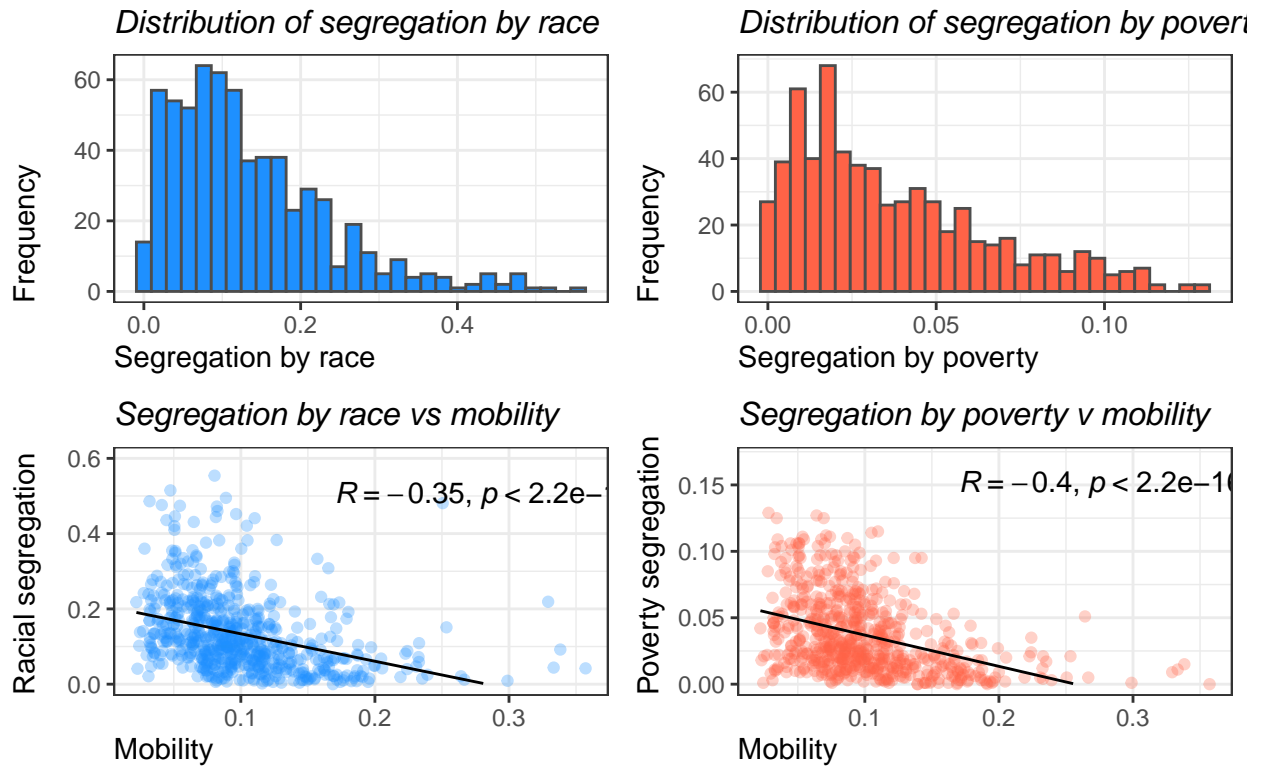 Distribution of segregation by race
Frequency
60
40
20
0
0.0 0.2 0.4
Segregation by race
Distribution of segregation by
Frequency
60
40
20
0
0.00 0.05 0.10
Segregation by poverty
Segregation by race vs mobility
Racial segregation
0.6
0.4
0.2
0.0
R = −0.35, p < 2.2e−
0.1 0.2 0.3
Mobility
Segregation by poverty v mobility
Poverty segregation
0.15
0.10
0.05
0.00
R = −0.4, p < 2.2e−16
0.1 0.2 0.3
Mobility